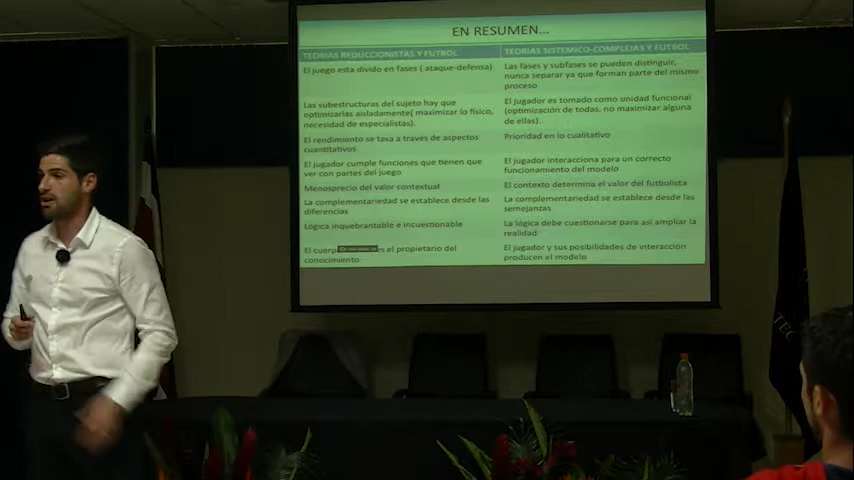 EN RESUMEN...
TEORIAS REDUCCIONISTAS Y FUTBOL
TEORIAS SISTEMICO-COMPLEJAS Y FUTBOL
El juego esta divido en fases ( ataque-defensa)
Las fases y subfases se pueden distinguir,
nunca separar ya que forman parte del mismo
proceso
Las subestructuras del sujeto hay que
optimizarlas aisladamente( maximizar lo físico,
necesidad de especialistas).
El jugador es tomado como unidad funcional
(optimización de todas, no maximizar alguna
de ellas).
El rendimiento se tasa a través de aspectos
cuantitativos
Prioridad en lo cualitativo
El jugador cumple funciones que tienen que
ver con partes del juego
El jugador interacciona para un correcto
funcionamiento del modelo
Menosprecio del valor contextual
El contexto determina el valor del futbolista
La complementariedad se establece desde las
diferencias
La complementariedad se establece desde las
semejanzas
Lógica inquebrantable e incuestionable
La lógica debe cuestionarse para así ampliar la
realidad
El cuerp es el propietario del
conocimiento
El jugador y sus posibilidades de interacción
producen el modelo
TEC